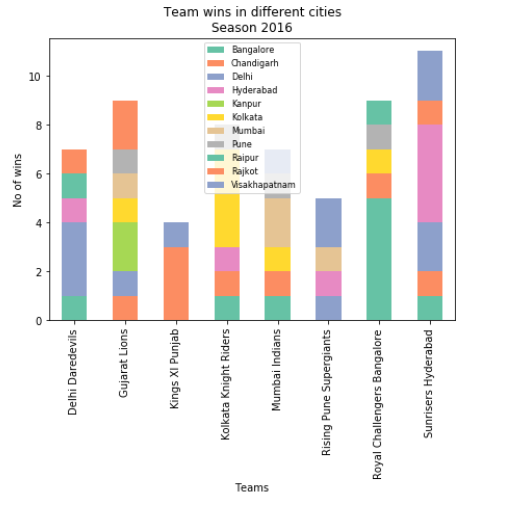 Team wins in different cities
Season 2016
Bangalore
Chandigarh
Delhi
Hyderabad
Kanpur
Kolkata
Mumbai
Pune
Raipur
Rajkot
Visakhapatnam
No of wins
10
8
6
4
2
0
Delhi Daredevils
Gujarat Lions
Kings XI Punjab
Kolkata Knight Riders
Mumbai Indians
Rising Pune Supergiants
Royal Challengers Bangalore
Sunrisers Hyderabad
Teams